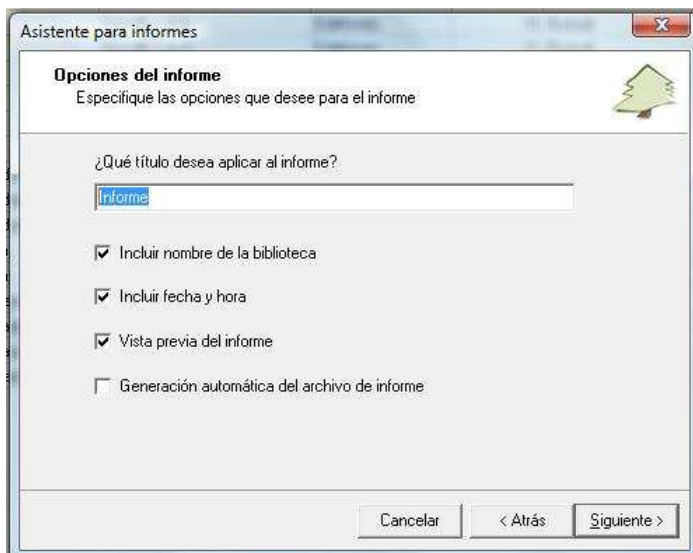 Asistente para informes
Opciones del informe
Especifique las opciones que desee para el informe
¿Qué título desea aplicar al informe?
Informe
Incluir nombre de la biblioteca
Incluir fecha y hora
Vista previa del informe
Generación automática del archivo de informe
Cancelar
< Atrás
Siguiente >